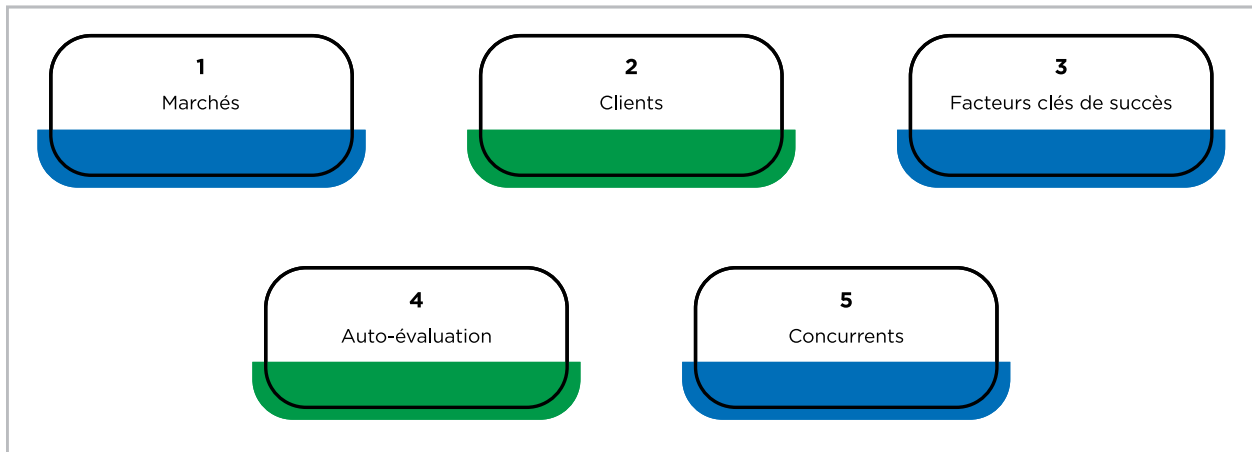 1
Marchés
2
Clients
3
Facteurs clés de succès
4
Auto-évaluation
5
Concurrents